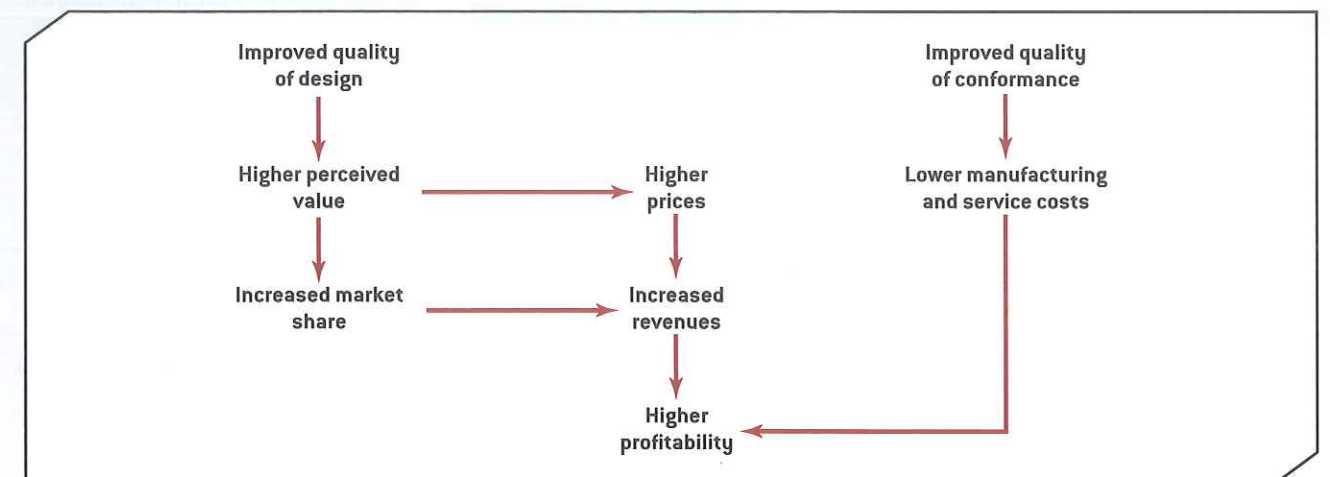 Improved quality
of design
Improved quality
of conformance
Higher perceived
value
Higher
prices
Lower manufacturing
and service costs
Increased market
share
Increased
revenues
Higher
profitability